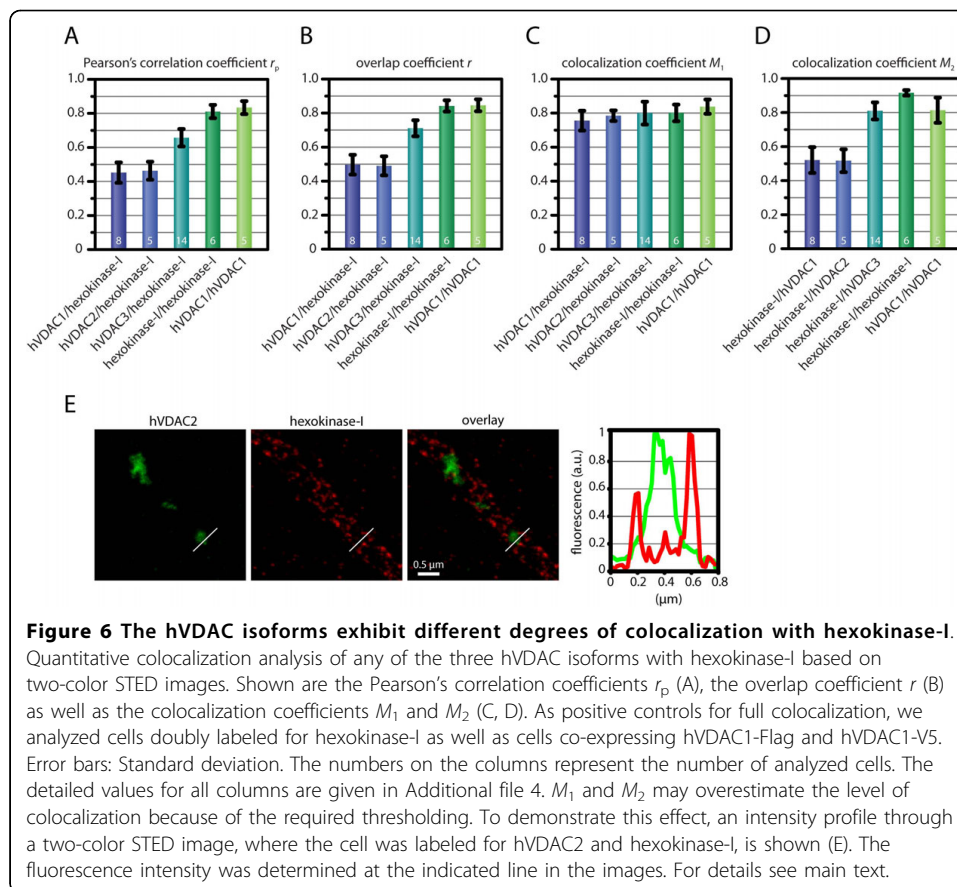 A
B
C
D
Pearson's correlation coefficient rp
overlap coefficient r
colocalization coefficient M1
colocalization coefficient M2
1.0
0.8
0.6
0.4
0.2
0
8
5
14
6
5
hVDAC1/hexokinase-I
hVDAC2/hexokinase-I
hVDAC3/hexokinase-I
hexokinase-I/hexokinase-I
hVDAC1/hVDAC1
1.0
0.8
0.6
0.4
0.2
0
8
5
14
6
5
hVDAC1/hexokinase-I
hVDAC2/hexokinase-I
hVDAC3/hexokinase-I
hexokinase-I/hexokinase-I
hVDAC1/hVDAC1
1.0
0.8
0.6
0.4
0.2
0
8
5
14
6
5
hVDAC1/hexokinase-I
hVDAC2/hexokinase-I
hVDAC3/hexokinase-I
hexokinase-I/hexokinase-I
hVDAC1/hVDAC1
1.0
0.8
0.6
0.4
0.2
0
8
5
14
6
5
hexokinase-I/hVDAC1
hexokinase-I/hVDAC2
hexokinase-I/hVDAC3
hexokinase-I/hexokinase-I
hVDAC1/hVDAC1
E
hVDAC2
hexokinase-I
overlay
0.5 µm
fluorescence (a.u.)
1
0.8
0.6
0.4
0.2
0
0 0.2 0.4 0.6 0.8
(µm)
Figure 6 The hVDAC isoforms exhibit different degrees of colocalization with hexokinase-I.
Quantitative colocalization analysis of any of the three hVDAC isoforms with hexokinase-I based on
two-color STED images. Shown are the Pearson's correlation coefficients rp (A), the overlap coefficient r (B)
as well as the colocalization coefficients M1 and M2 (C, D). As positive controls for full colocalization, we
analyzed cells doubly labeled for hexokinase-I as well as cells co-expressing hVDAC1-Flag and hVDAC1-V5.
Error bars: Standard deviation. The numbers on the columns represent the number of analyzed cells. The
detailed values for all columns are given in Additional file 4. M1 and M2 may overestimate the level of
colocalization because of the required thresholding. To demonstrate this effect, an intensity profile through
a two-color STED image, where the cell was labeled for hVDAC2 and hexokinase-I, is shown (E). The
fluorescence intensity was determined at the indicated line in the images. For details see main text.